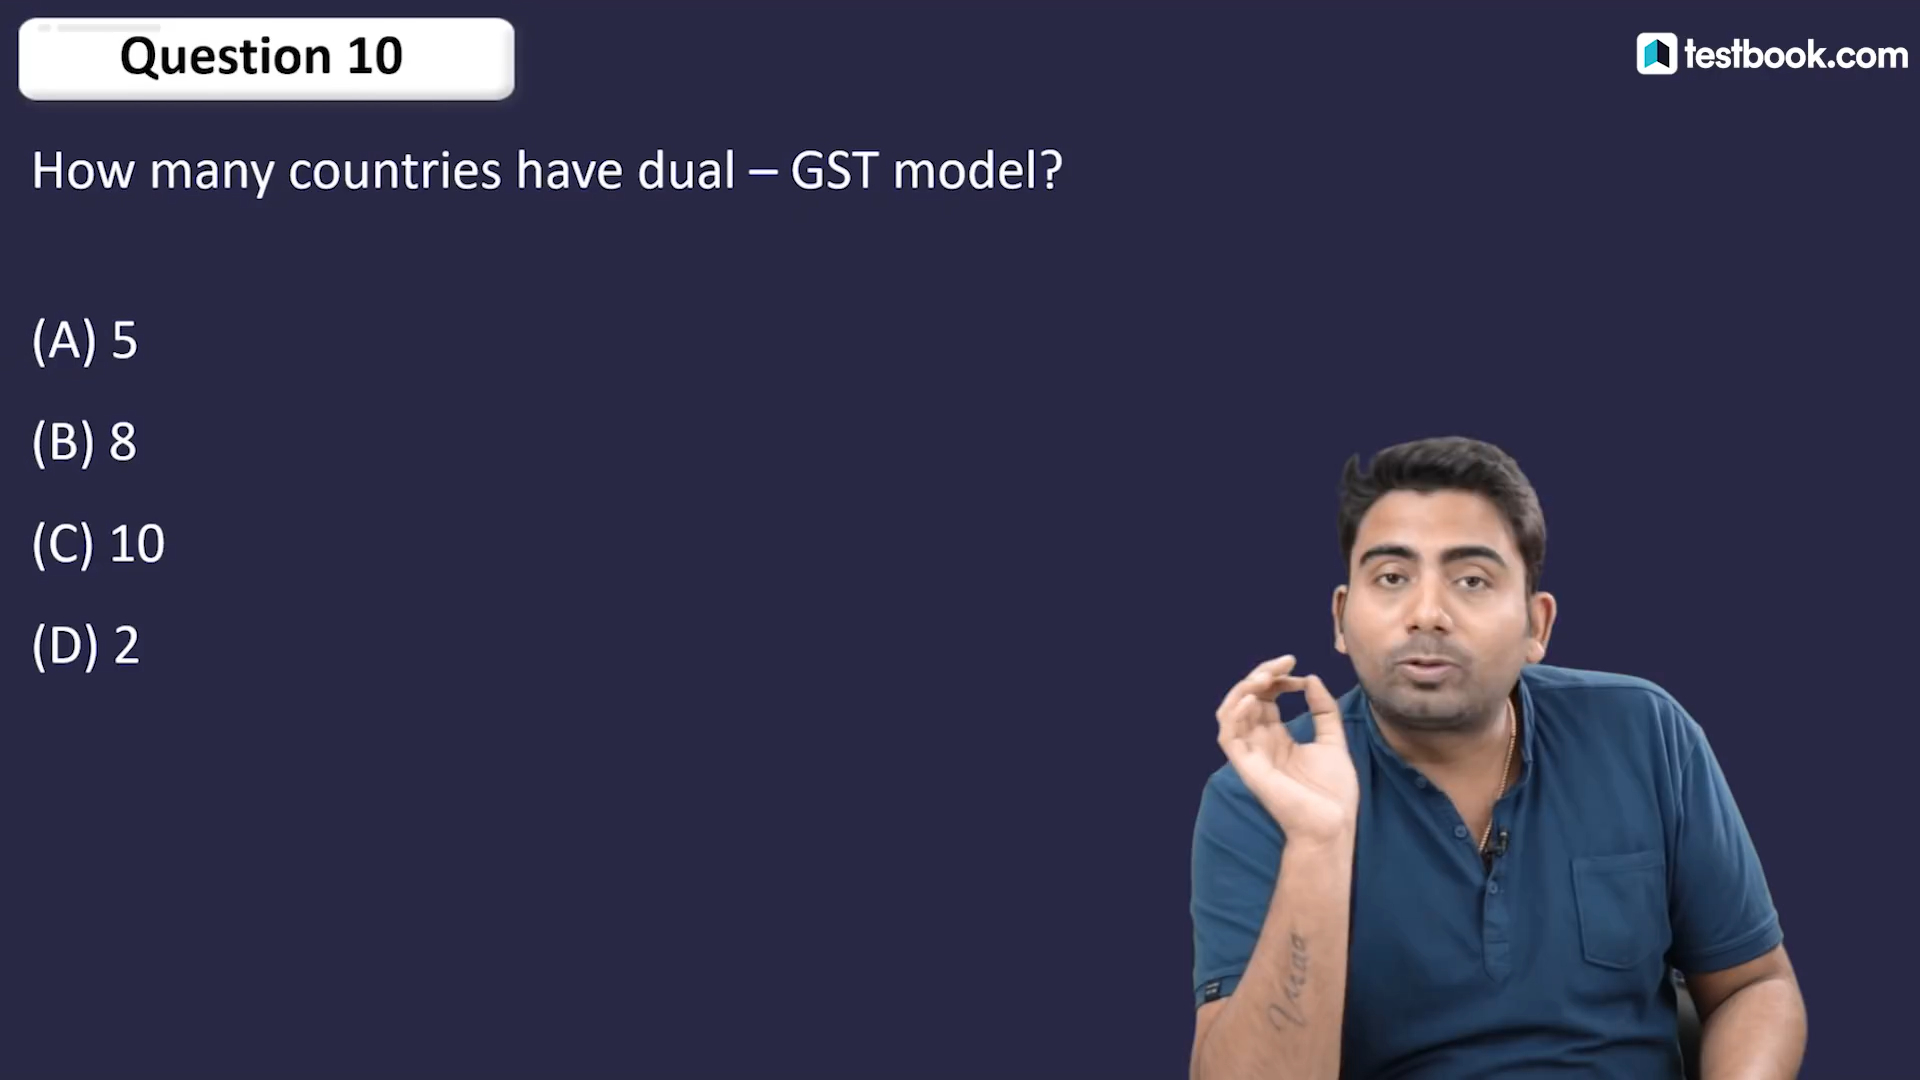 Question 10
testbook.com
How many countries have dual – GST model?
(A) 5
(B) 8
(C) 10
(D) 2